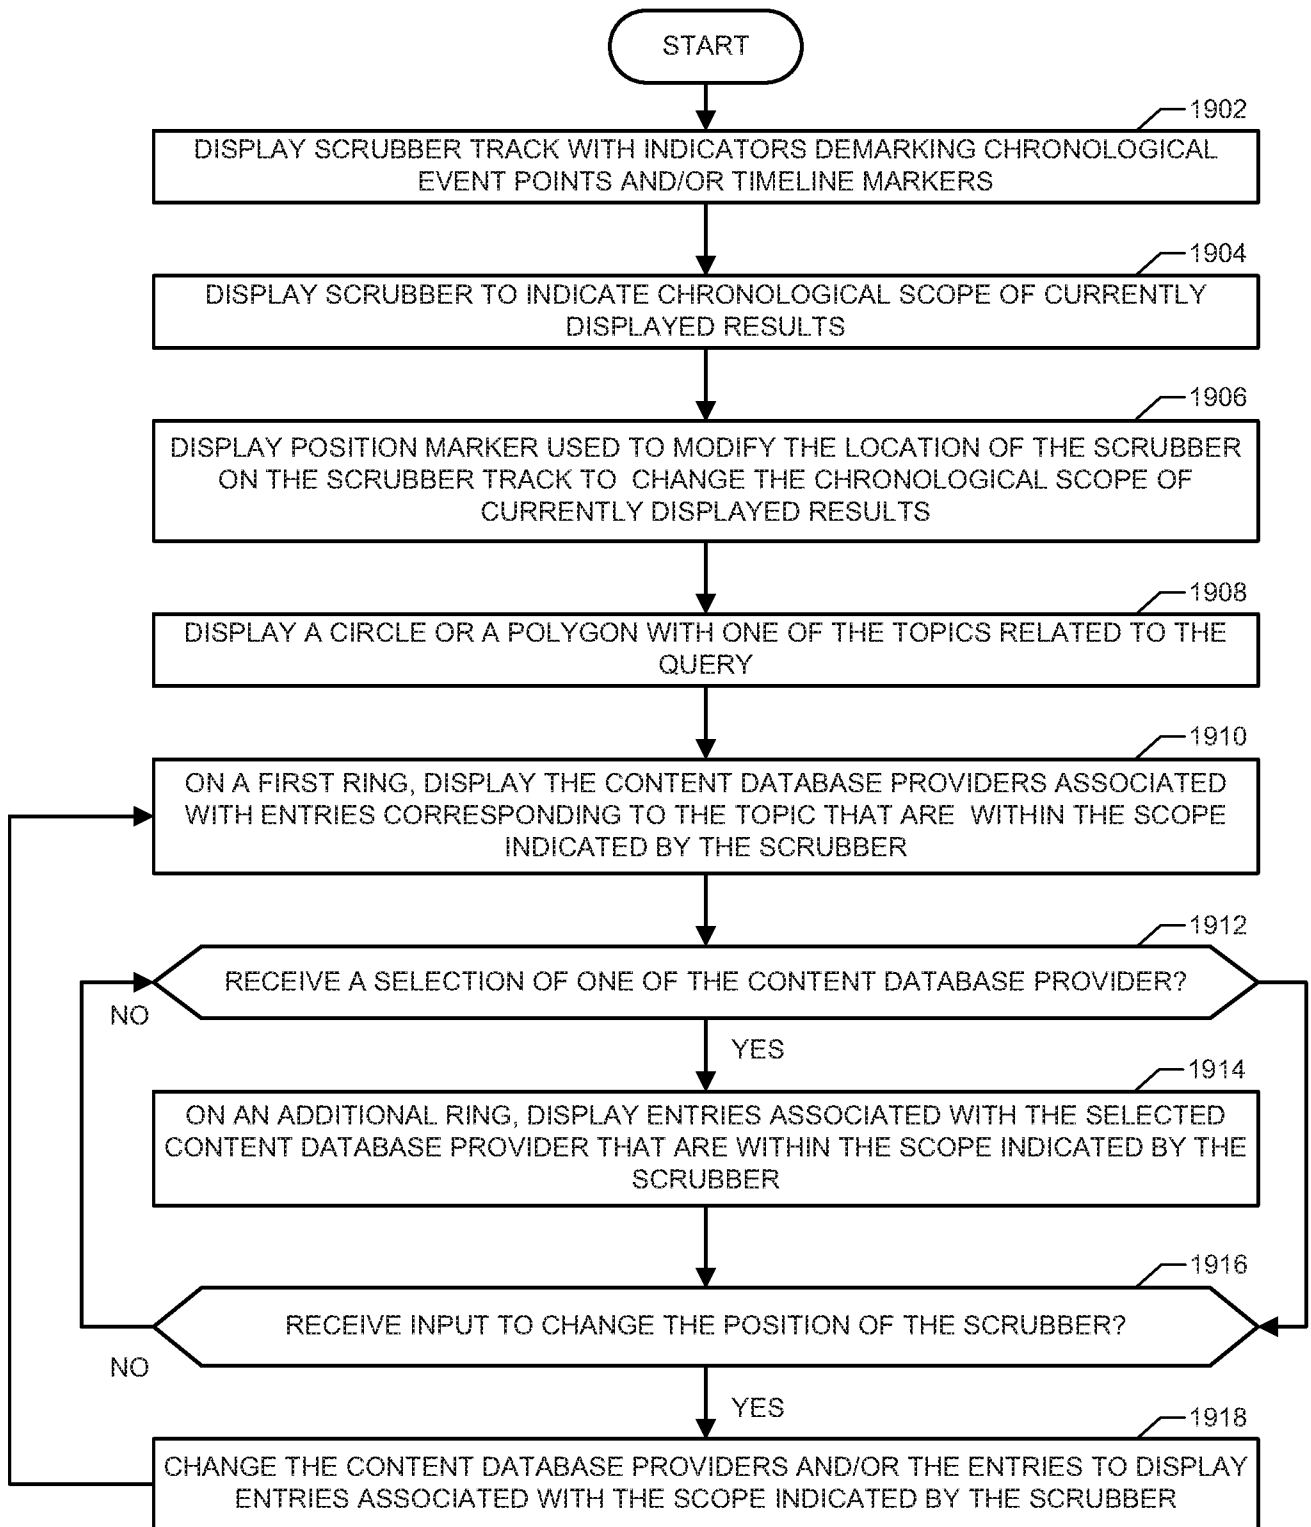 START
1902
DISPLAY SCRUBBER TRACK WITH INDICATORS DEMARKING CHRONOLOGICAL
EVENT POINTS AND/OR TIMELINE MARKERS
1904
DISPLAY SCRUBBER TO INDICATE CHRONOLOGICAL SCOPE OF CURRENTLY
DISPLAYED RESULTS
1906
DISPLAY POSITION MARKER USED TO MODIFY THE LOCATION OF THE SCRUBBER
ON THE SCRUBBER TRACK TO CHANGE THE CHRONOLOGICAL SCOPE OF
CURRENTLY DISPLAYED RESULTS
1908
DISPLAY A CIRCLE OR A POLYGON WITH ONE OF THE TOPICS RELATED TO THE
QUERY
1910
ON A FIRST RING, DISPLAY THE CONTENT DATABASE PROVIDERS ASSOCIATED
WITH ENTRIES CORRESPONDING TO THE TOPIC THAT ARE WITHIN THE SCOPE
INDICATED BY THE SCRUBBER
1912
RECEIVE A SELECTION OF ONE OF THE CONTENT DATABASE PROVIDER?
NO
YES
1914
ON AN ADDITIONAL RING, DISPLAY ENTRIES ASSOCIATED WITH THE SELECTED
CONTENT DATABASE PROVIDER THAT ARE WITHIN THE SCOPE INDICATED BY THE
SCRUBBER
1916
RECEIVE INPUT TO CHANGE THE POSITION OF THE SCRUBBER?
NO
YES
1918
CHANGE THE CONTENT DATABASE PROVIDERS AND/OR THE ENTRIES TO DISPLAY
ENTRIES ASSOCIATED WITH THE SCOPE INDICATED BY THE SCRUBBER